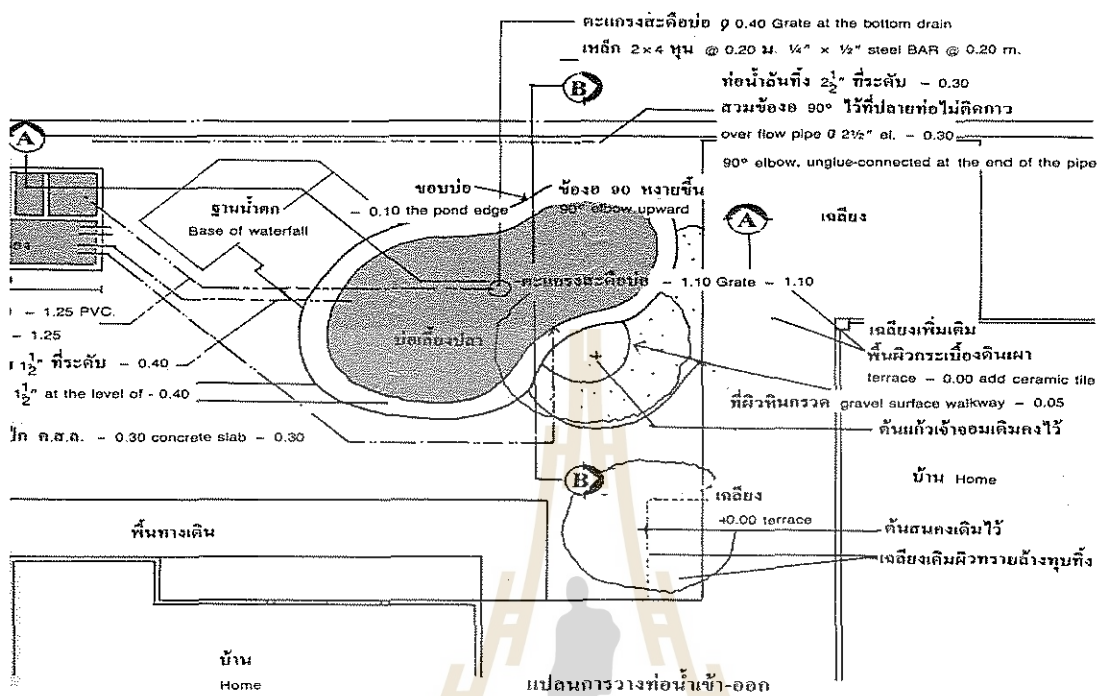 ตะแกรงสะดือบ่อ Ø 0.40 Grate at the bottom drain
เหล็ก 2×4 หุน @ 0.20 ม. ¼" × ½" steel BAR @ 0.20 m.
B
ท่อน้ำล้นทิ้ง 2½" ที่ระดับ – 0.30
สวมข้องอ 90° ไว้ที่ปลายท่อไม่ติดกาว
A
over flow pipe Ø 2½" el. – 0.30
90° elbow, unglue-connected at the end of the pipe
ขอบบ่อ
ข้องอ 90 หงายขึ้น
ฐานน้ำตก
– 0.10 the pond edge
90° elbow upward
A
เฉลียง
Base of waterfall
ตะแกรงสะดือบ่อ – 1.10 Grate – 1.10
– 1.25 PVC.
– 1.25
บ่อเลี้ยงปลา
เฉลียงเพิ่มเติม
1½" ที่ระดับ – 0.40
พื้นผิวกระเบื้องดินเผา
terrace – 0.00 add ceramic tile
1½" at the level of - 0.40
ที่ผิวหินกรวด gravel surface walkway – 0.05
ต้นแก้วเจ้าจอมเดิมคงไว้
ค.ส.ล. – 0.30 concrete slab – 0.30
B
บ้าน Home
เฉลียง
+0.00 terrace
ต้นสนคงเดิมไว้
พื้นทางเดิน
เฉลียงเดิมผิวทรายล้างทุบทิ้ง
บ้าน
Home
แปลนการวางท่อน้ำเข้า-ออก